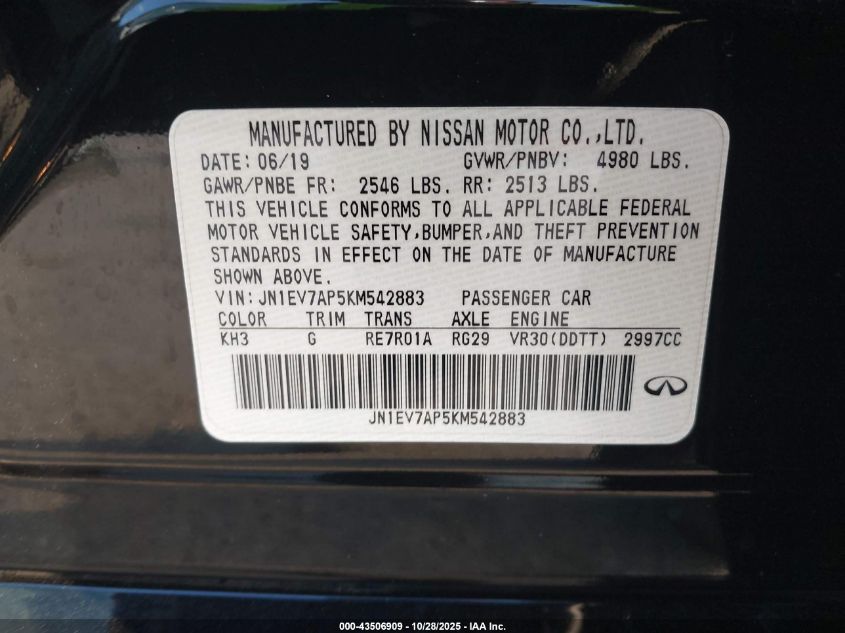 MANUFACTURED BY NISSAN MOTOR CO.,LTD.
DATE: 06/19 GVWR/PNBV: 4980 LBS.
GAWR/PNBE FR: 2546 LBS. RR: 2513 LBS.
THIS VEHICLE CONFORMS TO ALL APPLICABLE FEDERAL
MOTOR VEHICLE SAFETY,BUMPER,AND THEFT PREVENTION
STANDARDS IN EFFECT ON THE DATE OF MANUFACTURE
SHOWN ABOVE.
VIN:JN1EV7AP5KM542883 PASSENGER CAR
COLOR TRIM TRANS AXLE ENGINE
KH3 G RE7R01A RG29 VR30(DDTT) 2997CC
JN1EV7AP5KM542883
000-43506909 - 10/28/2025 - IAA Inc.